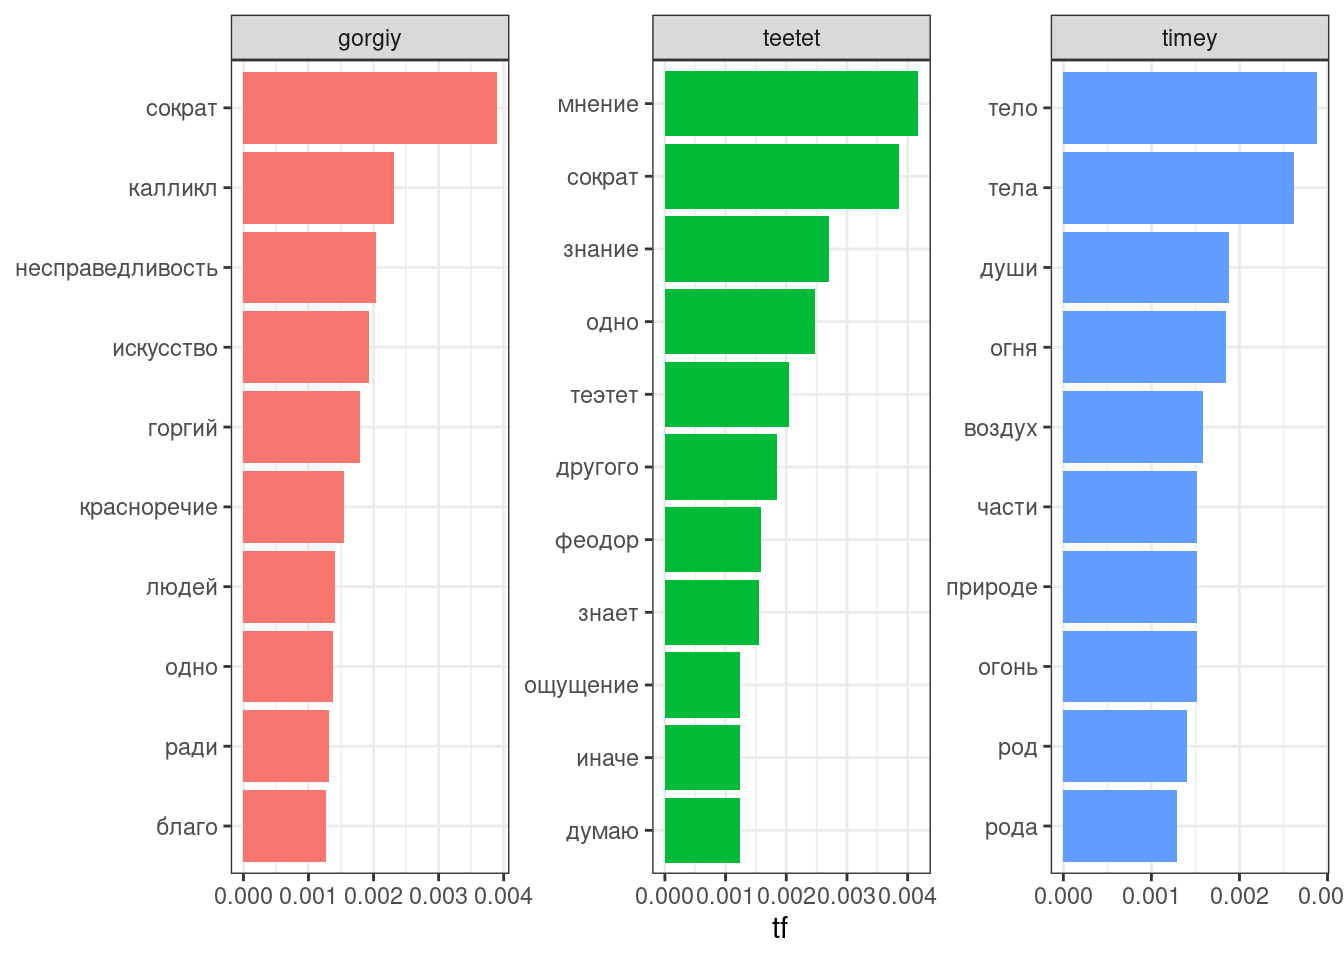 gorgiy
сократ
калликл
несправедливость
искусство
горгий
красноречие
людей
одно
ради
благо
0.000 0.001 0.002 0.003 0.004
teetet
мнение
сократ
знание
одно
теэтет
другого
феодор
знает
ощущение
иначе
думаю
0.000 0.001 0.002 0.003 0.004
timey
тело
тела
души
огня
воздух
части
природе
огонь
род
рода
0.000 0.001 0.002 0.00
tf